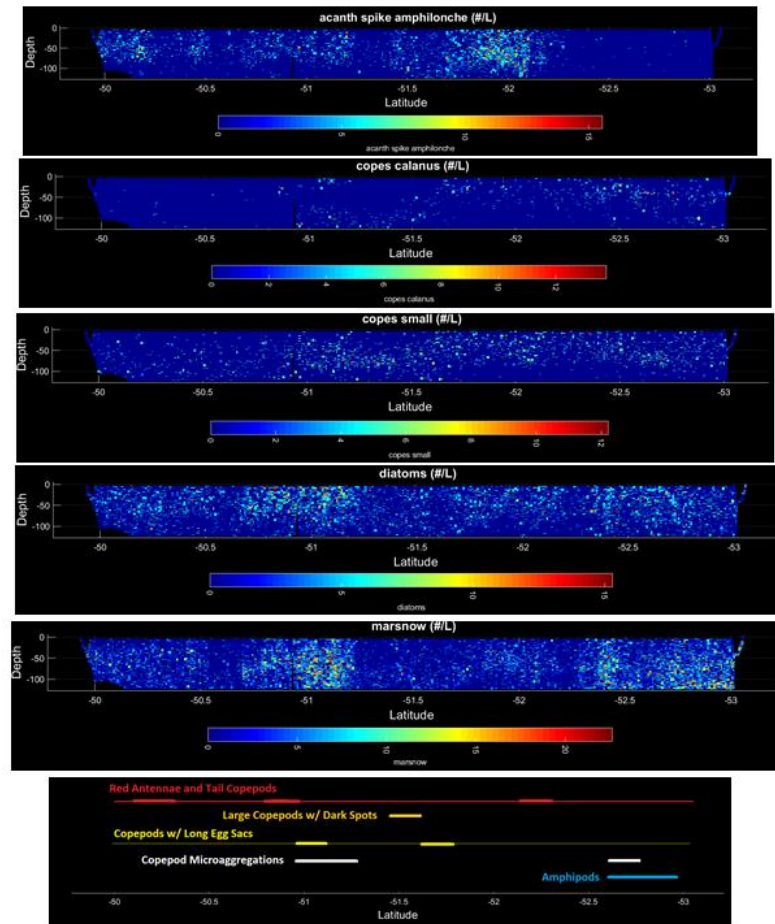 acanth spike amphilonche (#/L)
Depth
0
-50
-100
-50 -50.5 -51 -51.5 -52 -52.5 -53
Latitude
0 5 10 15
acanth spike amphilonche
copes calanus (#/L)
Depth
0
-50
-100
-50 -50.5 -51 -51.5 -52 -52.5 -53
Latitude
0 2 4 6 8 10 12
copes calanus
copes small (#/L)
Depth
0
-50
-100
-50 -50.5 -51 -51.5 -52 -52.5 -53
Latitude
0 2 4 6 8 10 12
copes small
diatoms (#/L)
Depth
0
-50
-100
-50 -50.5 -51 -51.5 -52 -52.5 -53
Latitude
0 5 10 15
diatoms
marsnow (#/L)
Depth
0
-50
-100
-50 -50.5 -51 -51.5 -52 -52.5 -53
Latitude
0 5 10 15 20
marsnow
Red Antennae and Tail Copepods
Large Copepods w/ Dark Spots
Copepods w/ Long Egg Sacs
Copepod Microaggregations
Amphipods
-50 -50.5 -51 -51.5 -52 -52.5 -53
Latitude